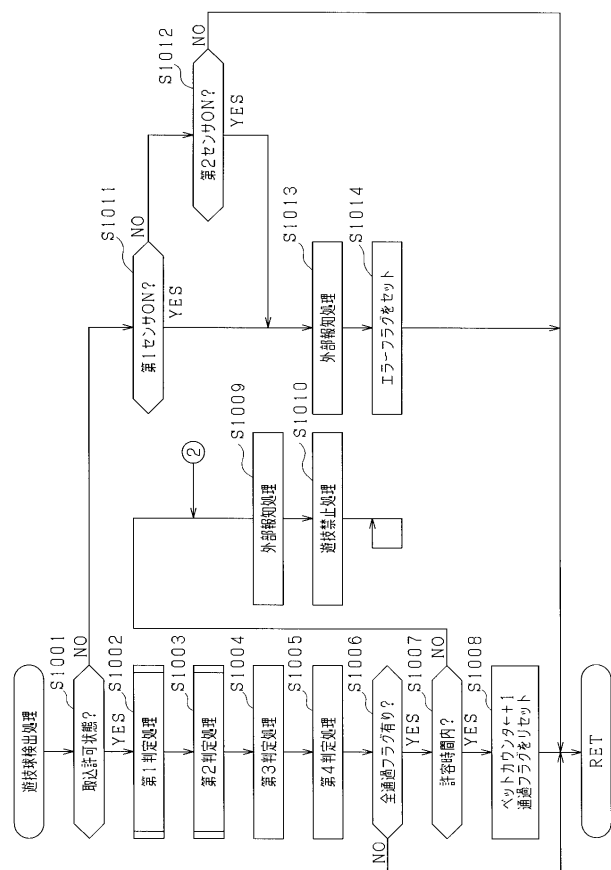 遊技球検出処理
S1001
取込許可状態?
NO
YES
S1002
第1判定処理
S1003
第2判定処理
S1004
第3判定処理
S1005
第4判定処理
S1006
全通過フラグ有り?
NO
YES
S1007
許容時間内?
NO
YES
S1008
ベットカウンタ←+1
通過フラグをリセット
RET
②
S1009
外部報知処理
S1010
遊技禁止処理
S1011
第1センサON?
NO
YES
S1012
第2センサON?
NO
YES
S1013
外部報知処理
S1014
エラーフラグをセット